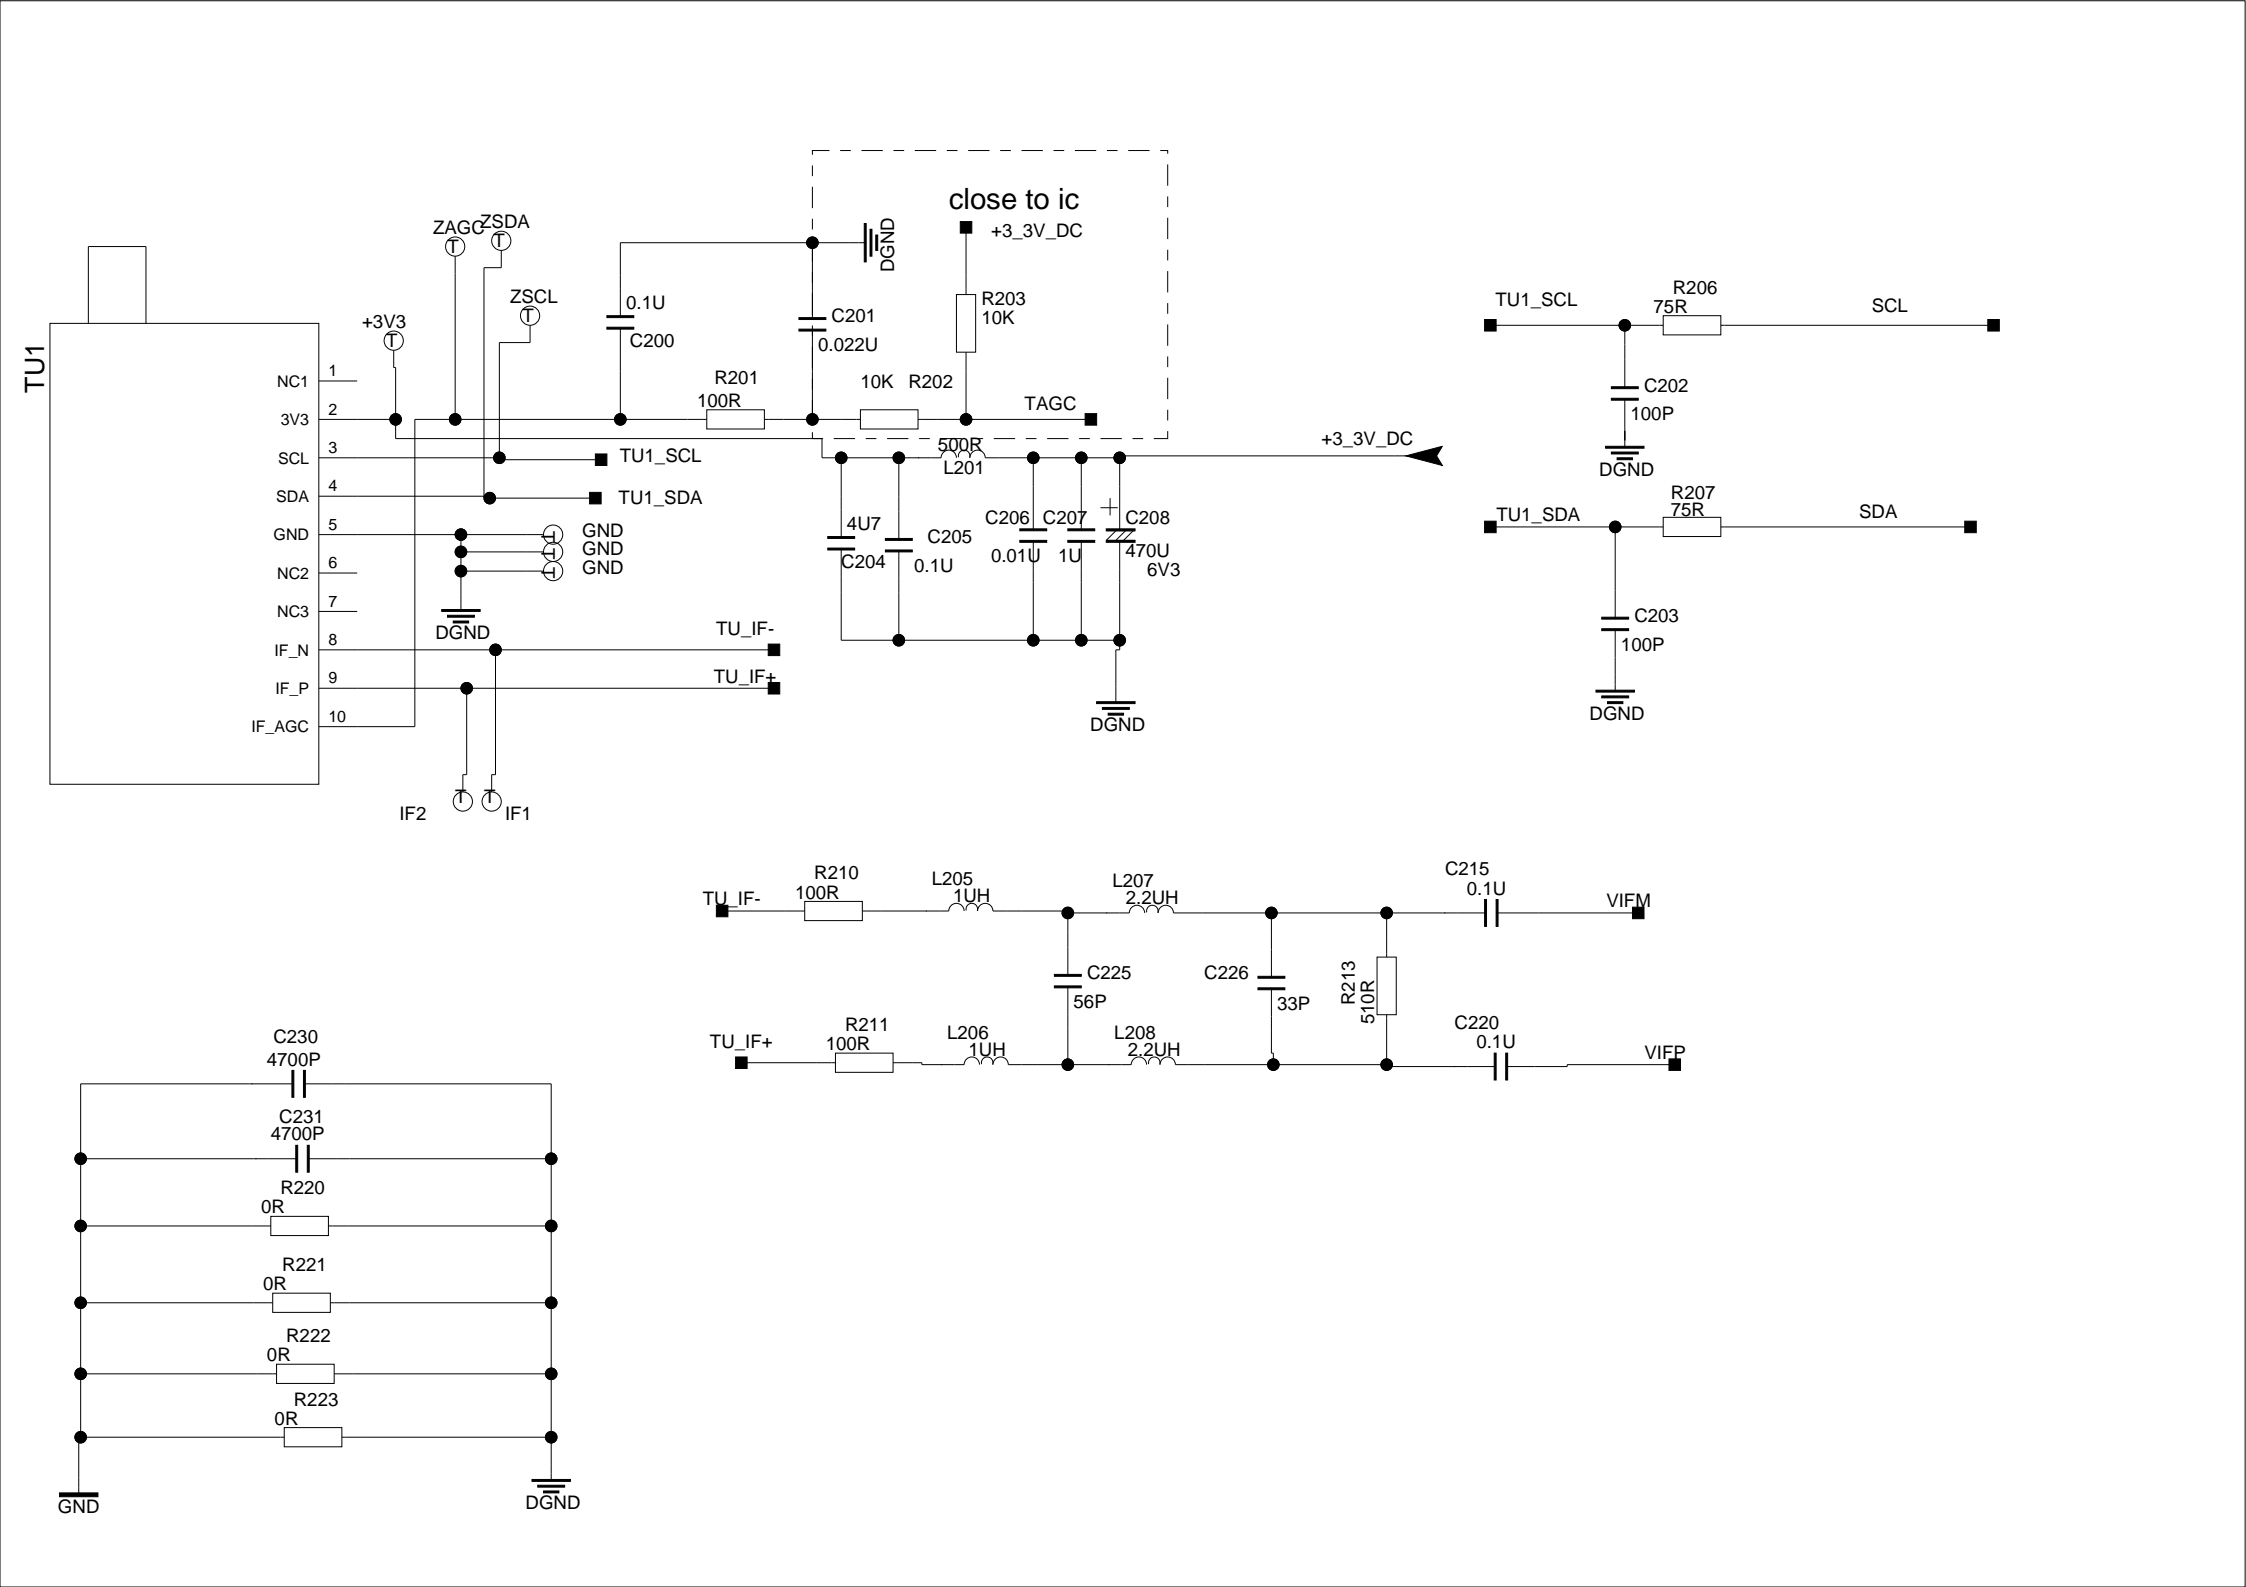 close to ic
+3_3V_DC
DGND
ZAGC
ZSDA
ZSCL
+3V3
TU1
NC1 1
3V3 2
SCL 3
SDA 4
GND 5
NC2 6
NC3 7
IF_N 8
IF_P 9
IF_AGC 10
0.1U
C200
C201
0.022U
R203
10K
R201
100R
10K R202
TAGC
TU1_SCL
TU1_SDA
GND
GND
GND
DGND
TU_IF-
TU_IF+
IF2
IF1
500R
L201
+3_3V_DC
4U7
C204
C205
0.1U
C206
0.01U
C207
1U
+
C208
470U
6V3
DGND
TU1_SCL
R206
75R
SCL
C202
100P
DGND
TU1_SDA
R207
75R
SDA
C203
100P
DGND
TU_IF-
R210
100R
L205
1UH
L207
2.2UH
C215
0.1U
VIFM
C225
56P
C226
33P
R213
510R
TU_IF+
R211
100R
L206
1UH
L208
2.2UH
C220
0.1U
VIFP
C230
4700P
C231
4700P
R220
0R
R221
0R
R222
0R
R223
0R
GND
DGND